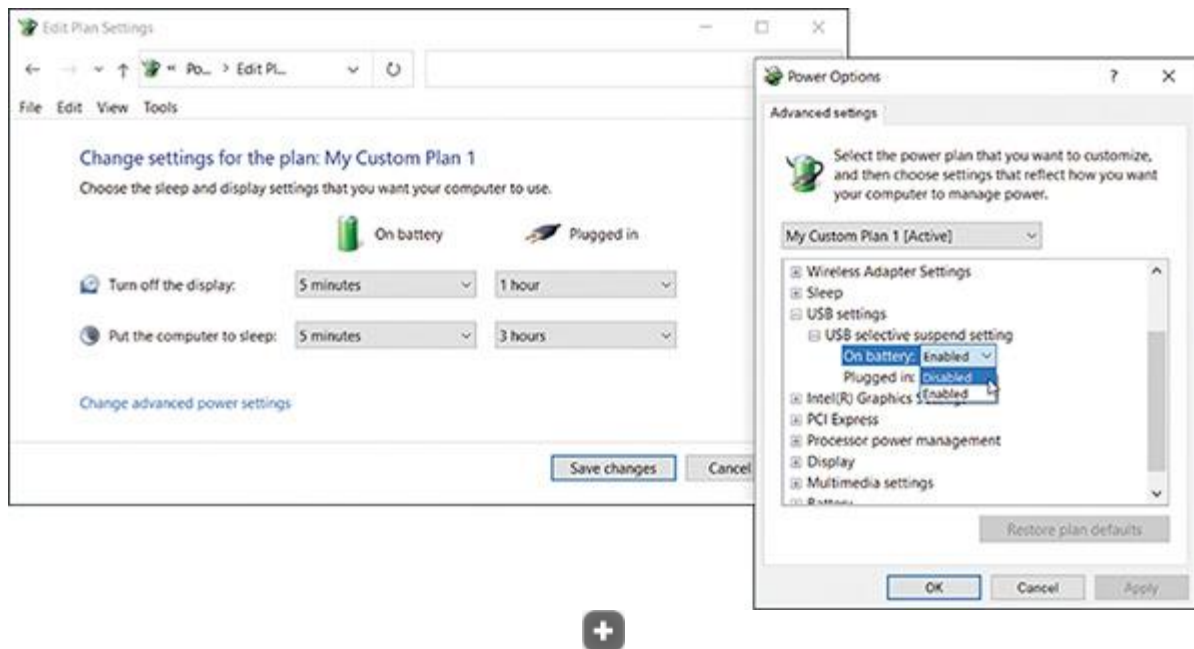 Edit Plan Settings
« Po... > Edit Pl...
File Edit View Tools
Change settings for the plan: My Custom Plan 1
Choose the sleep and display settings that you want your computer to use.
On battery Plugged in
Turn off the display: 5 minutes 1 hour
Put the computer to sleep: 5 minutes 3 hours
Change advanced power settings
Save changes Cancel
Power Options ?
Advanced settings
Select the power plan that you want to customize,
and then choose settings that reflect how you want
your computer to manage power.
My Custom Plan 1 [Active]
Wireless Adapter Settings
Sleep
USB settings
USB selective suspend setting
On battery: Enabled
Plugged in: Disabled
Intel(R) Graphics Enabled
PCI Express
Processor power management
Display
Multimedia settings
Battery
Restore plan defaults
OK Cancel Apply